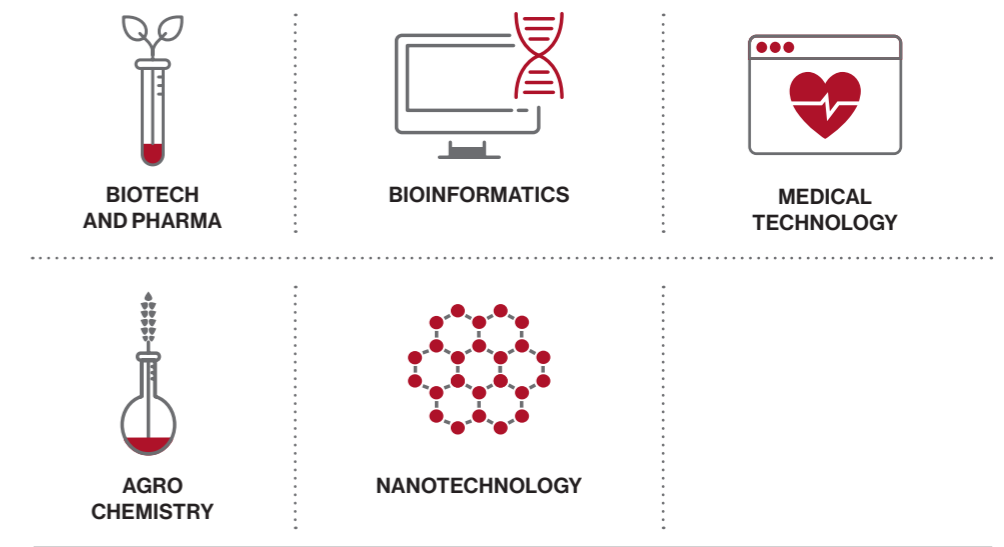 BIOTECH
AND PHARMA
BIOINFORMATICS
MEDICAL
TECHNOLOGY
AGRO
CHEMISTRY
NANOTECHNOLOGY